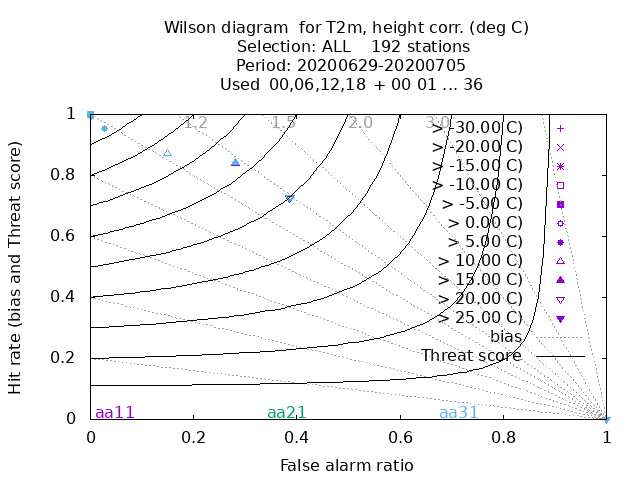 Wilson diagram  for T2m, height corr. (deg C)
Selection: ALL    192 stations
Period: 20200629-20200705
Used  00,06,12,18  + 00 01 ... 36
1.2 1.5 2.0 3.0
> -30.00 C)
> -20.00 C)
> -15.00 C)
> -10.00 C)
> -5.00 C)
> 0.00 C)
> 5.00 C)
> 10.00 C)
> 15.00 C)
> 20.00 C)
> 25.00 C)
bias
Threat score
Hit rate (bias and Threat score)
1
0.8
0.6
0.4
0.2
0
aa11 aa21 aa31
0 0.2 0.4 0.6 0.8 1
False alarm ratio